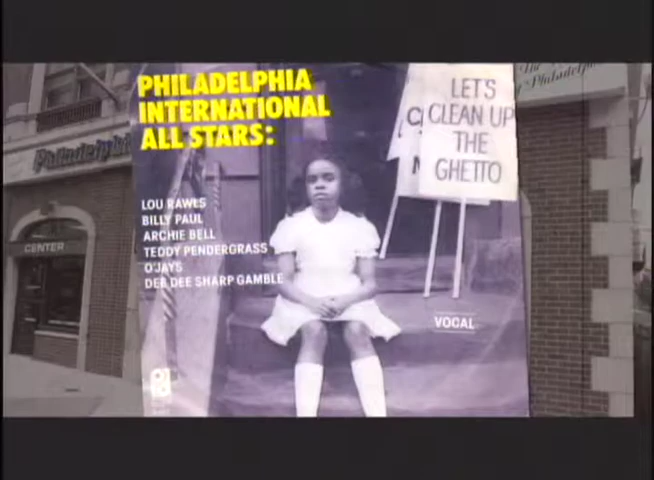 PHILADELPHIA
INTERNATIONAL
ALL STARS:
LET'S
CLEAN UP
THE
GHETTO
LOU RAWLS
BILLY PAUL
ARCHIE BELL
TEDDY PENDERGRASS
O'JAYS
DEE DEE SHARP GAMBLE
VOCAL
Philadelphia
CENTER